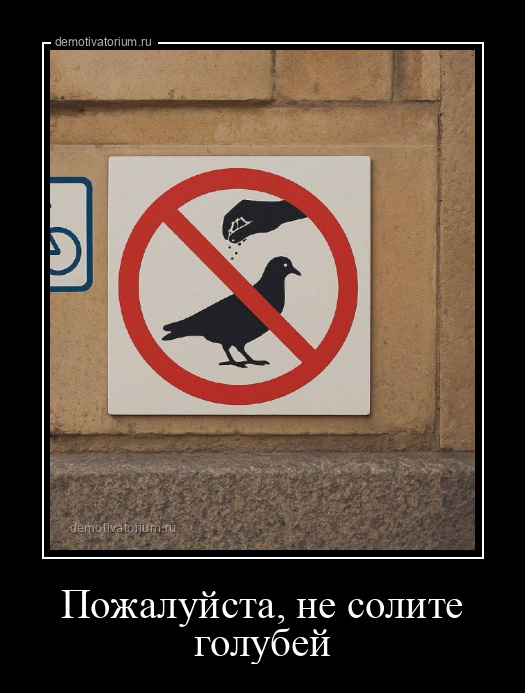 demotivatorium.ru
demotivatorium.ru
Пожалуйста, не солите
голубей